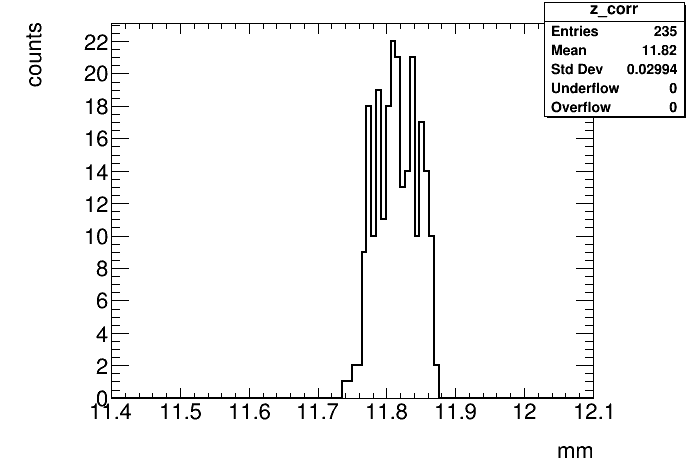 z_corr
Entries 235
Mean 11.82
Std Dev 0.02994
Underflow 0
Overflow 0
counts
22
20
18
16
14
12
10
8
6
4
2
0
11.4 11.5 11.6 11.7 11.8 11.9 12 12.1
mm